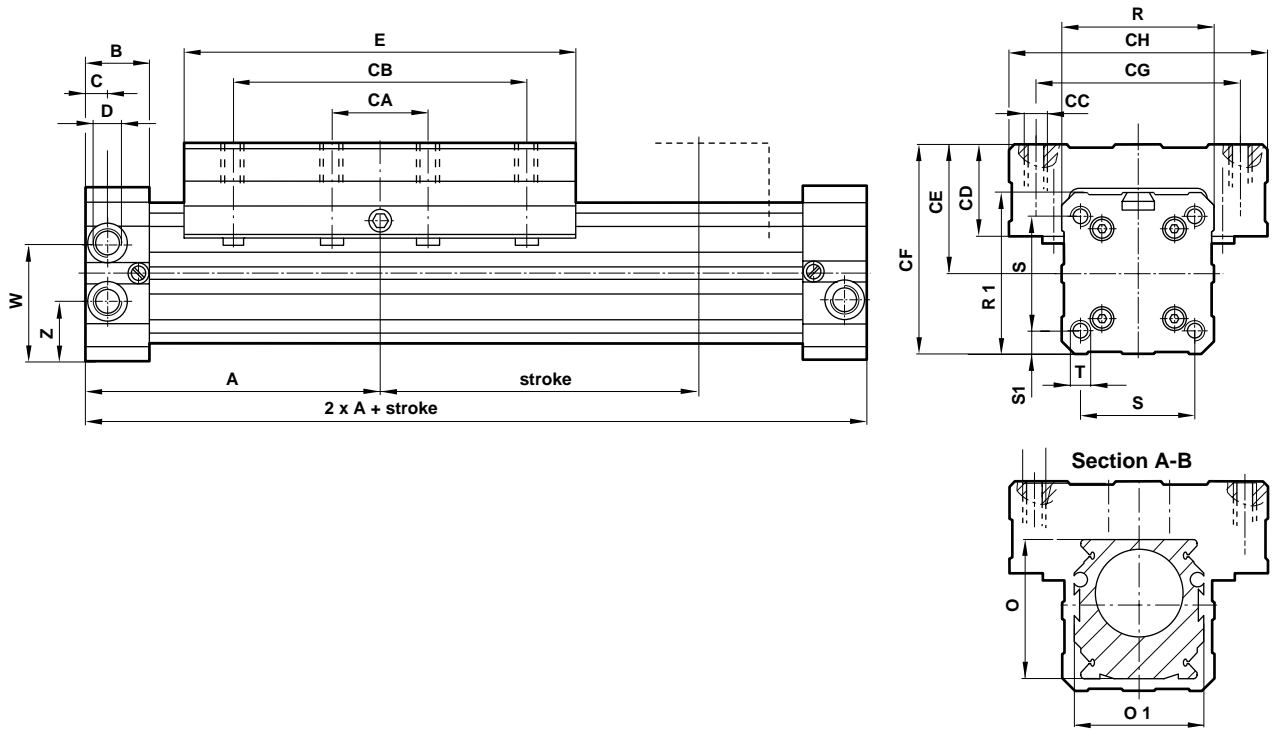 E
B
CB
C
CA
D
W
Z
A
stroke
2 x A + stroke
R
CH
CG
CC
CF
CE
CD
R 1
S
S1
T
S
Section A-B
O
O 1